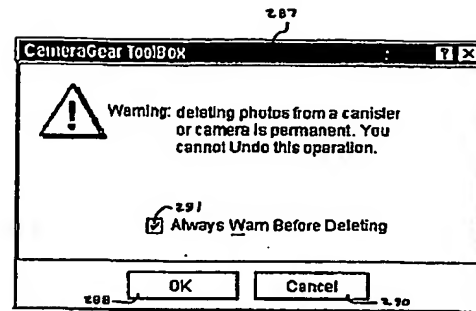 287
CameraGear ToolBox
Warning: deleting photos from a canister
or camera is permanent. You
cannot Undo this operation.
291
Always Warn Before Deleting
OK
Cancel
288
290